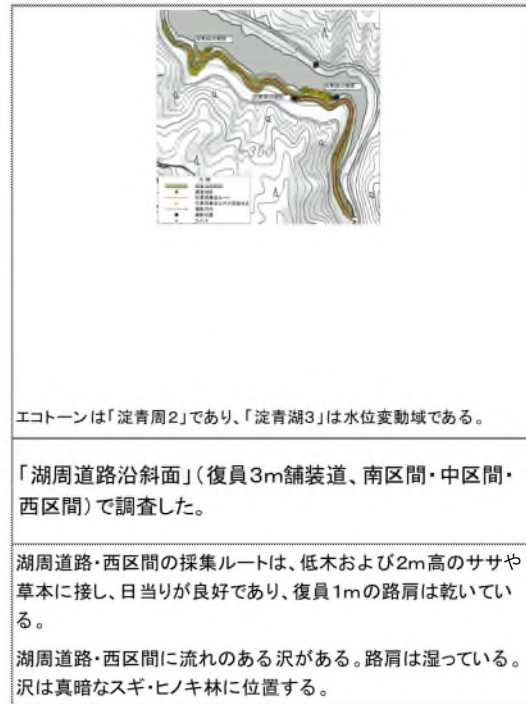 360
エコトーンは「淀青周2」であり、「淀青湖3」は水位変動域である。
「湖周道路沿斜面」(復員3m舗装道、南区間・中区間・
西区間)で調査した。
湖周道路・西区間の採集ルートは、低木および2m高のササや
草本に接し、日当りが良好であり、復員1mの路肩は乾いてい
る。
湖周道路・西区間に流れのある沢がある。路肩は湿っている。
沢は真暗なスギ・ヒノキ林に位置する。